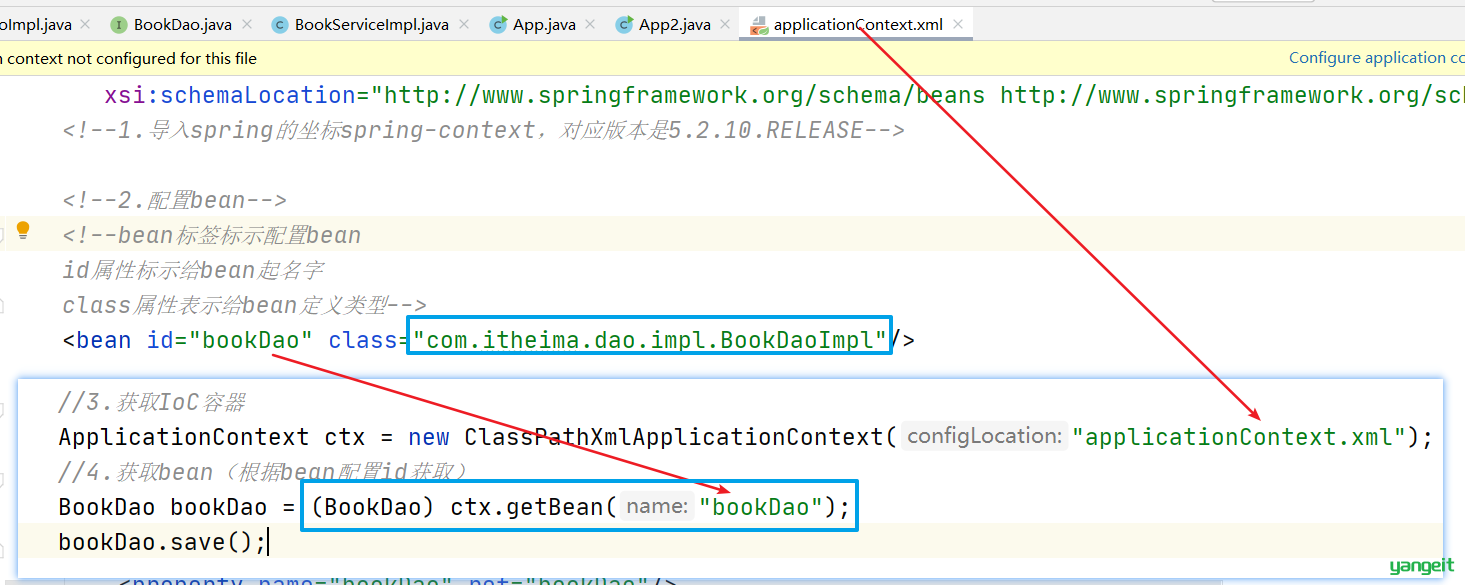 oImpl.java × BookDao.java × BookServiceImpl.java × App.java × App2.java × applicationContext.xml ×
n context not configured for this file Configure application co
xsi:schemaLocation="http://www.springframework.org/schema/beans http://www.springframework.org/sch
<!--1.导入spring的坐标spring-context，对应版本是5.2.10.RELEASE-->
<!--2.配置bean-->
<!--bean标签标示配置bean
id属性标示给bean起名字
class属性表示给bean定义类型-->
<bean id="bookDao" class="com.itheima.dao.impl.BookDaoImpl"/>
//3.获取IoC容器
ApplicationContext ctx = new ClassPathXmlApplicationContext( configLocation: "applicationContext.xml");
//4.获取bean（根据bean配置id获取）
BookDao bookDao = (BookDao) ctx.getBean( name: "bookDao");
bookDao.save();
<property name="bookDao" ref="bookDao"/>
yangeit